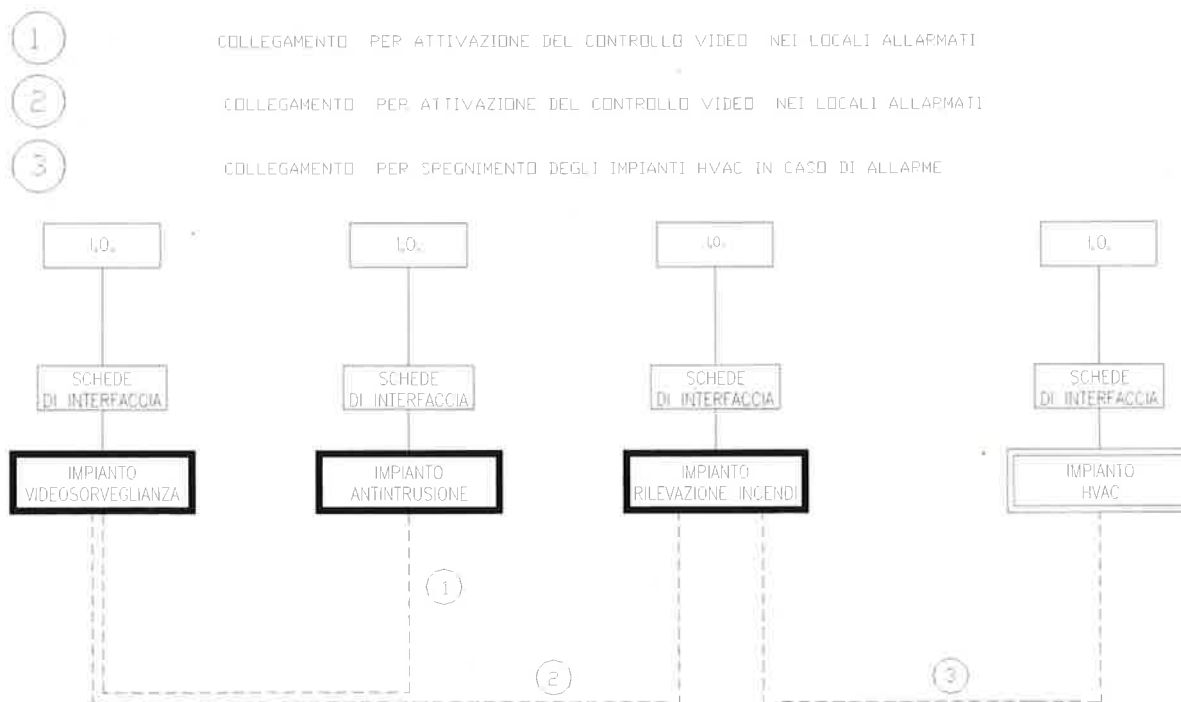 1
COLLEGAMENTO PER ATTIVAZIONE DEL CONTROLLO VIDEO NEI LOCALI ALLARMATI
2
COLLEGAMENTO PER ATTIVAZIONE DEL CONTROLLO VIDEO NEI LOCALI ALLARMATI
3
COLLEGAMENTO PER SPEGNIMENTO DEGLI IMPIANTI HVAC IN CASO DI ALLARME
I.O.
I.O.
I.O.
I.O.
SCHEDE
DI INTERFACCIA
SCHEDE
DI INTERFACCIA
SCHEDE
DI INTERFACCIA
SCHEDE
DI INTERFACCIA
IMPIANTO
VIDEOSORVEGLIANZA
IMPIANTO
ANTINTRUSIONE
IMPIANTO
RILEVAZIONE INCENDI
IMPIANTO
HVAC
1
2
3